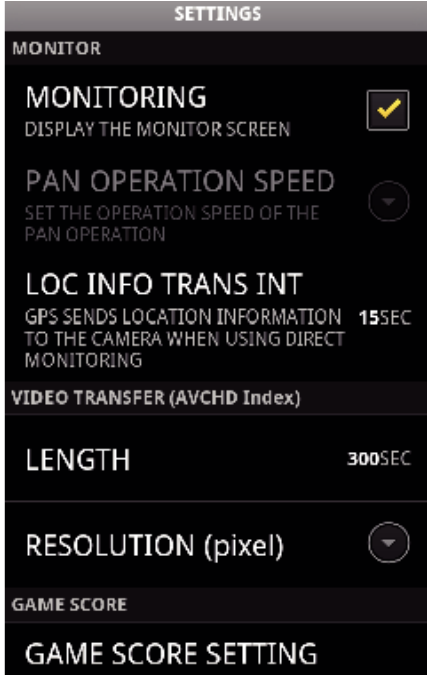 SETTINGS
MONITOR
MONITORING
DISPLAY THE MONITOR SCREEN
PAN OPERATION SPEED
SET THE OPERATION SPEED OF THE
PAN OPERATION
LOC INFO TRANS INT
GPS SENDS LOCATION INFORMATION 15SEC
TO THE CAMERA WHEN USING DIRECT
MONITORING
VIDEO TRANSFER (AVCHD Index)
LENGTH 300SEC
RESOLUTION (pixel)
GAME SCORE
GAME SCORE SETTING